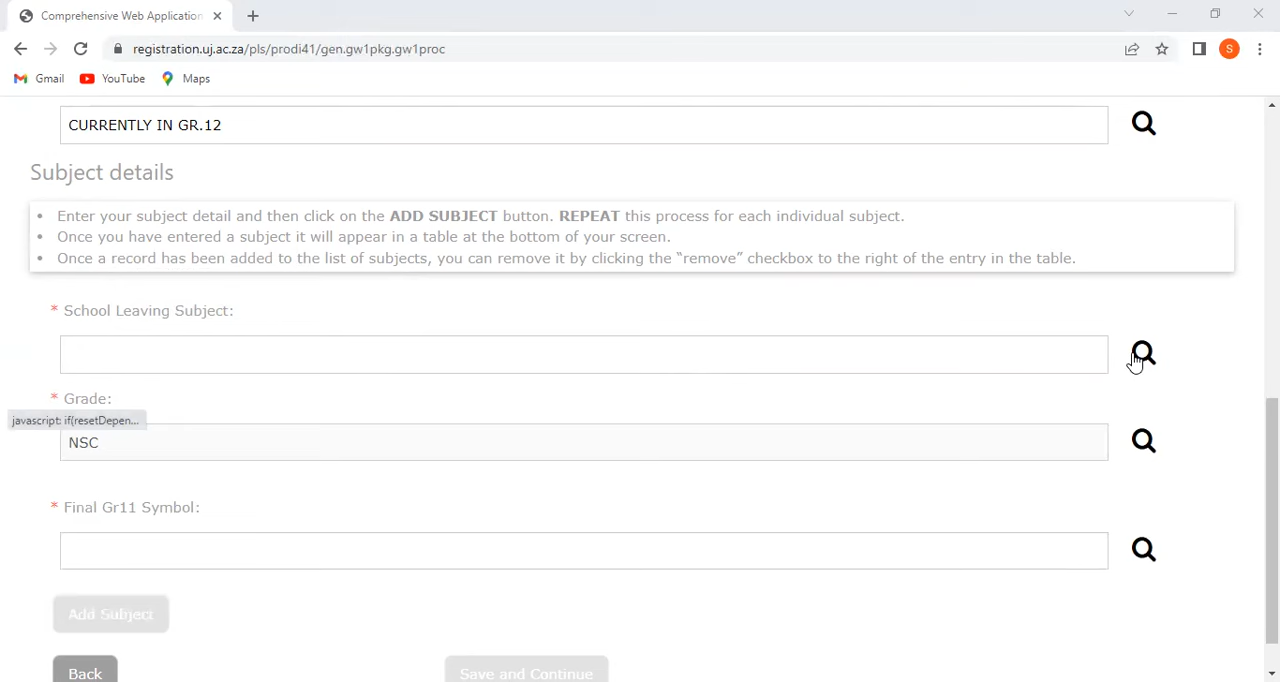 Comprehensive Web Application
registration.uj.ac.za/pls/prodi41/gen.gw1pkg.gw1proc
S
Gmail YouTube Maps
CURRENTLY IN GR.12
Subject details
• Enter your subject detail and then click on the ADD SUBJECT button. REPEAT this process for each individual subject.
• Once you have entered a subject it will appear in a table at the bottom of your screen.
• Once a record has been added to the list of subjects, you can remove it by clicking the “remove” checkbox to the right of the entry in the table.
* School Leaving Subject:
* Grade:
javascript: if(resetDepen...
NSC
* Final Gr11 Symbol:
Add Subject
Back Save and Continue